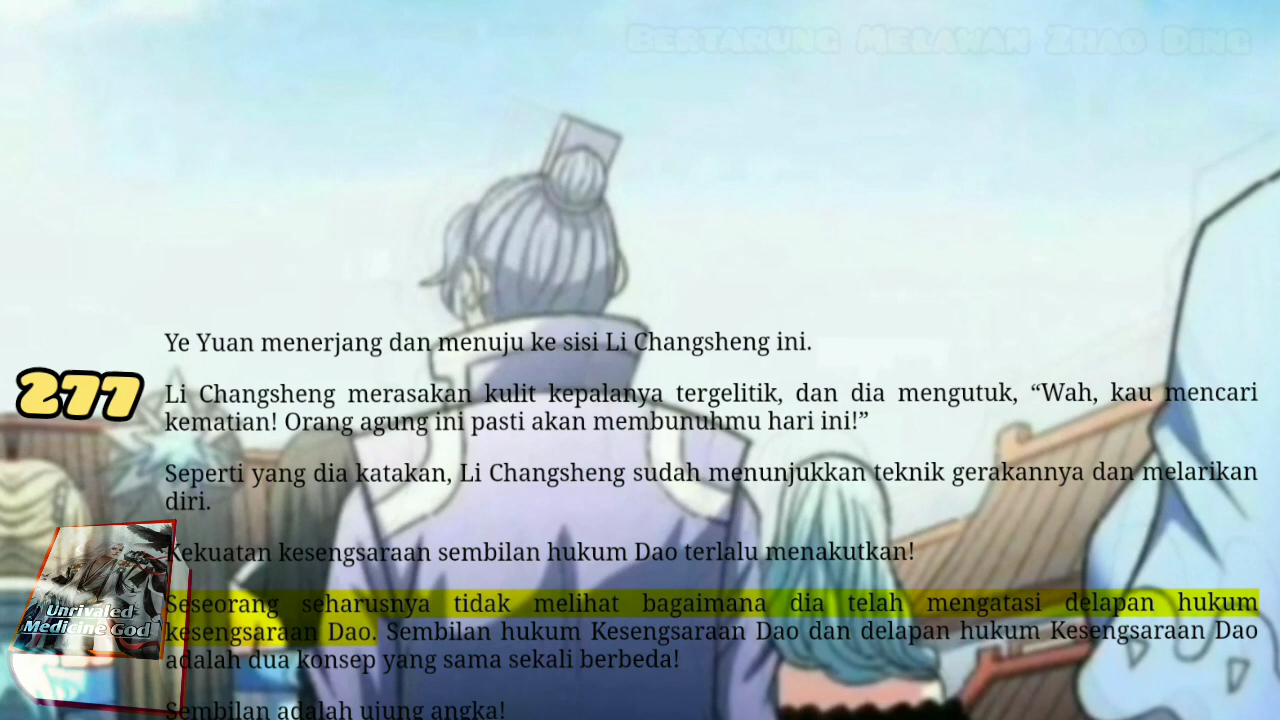 Bertarung Melawan Zhao Ding
Ye Yuan menerjang dan menuju ke sisi Li Changsheng ini.
277
Li Changsheng merasakan kulit kepalanya tergelitik, dan dia mengutuk, “Wah, kau mencari
kematian! Orang agung ini pasti akan membunuhmu hari ini!”
Seperti yang dia katakan, Li Changsheng sudah menunjukkan teknik gerakannya dan melarikan
diri.
Kekuatan kesengsaraan sembilan hukum Dao terlalu menakutkan!
Seseorang seharusnya tidak melihat bagaimana dia telah mengatasi delapan hukum
kesengsaraan Dao. Sembilan hukum Kesengsaraan Dao dan delapan hukum Kesengsaraan Dao
adalah dua konsep yang sama sekali berbeda!
Sembilan adalah ujung angka!
Unrivaled
Medicine God